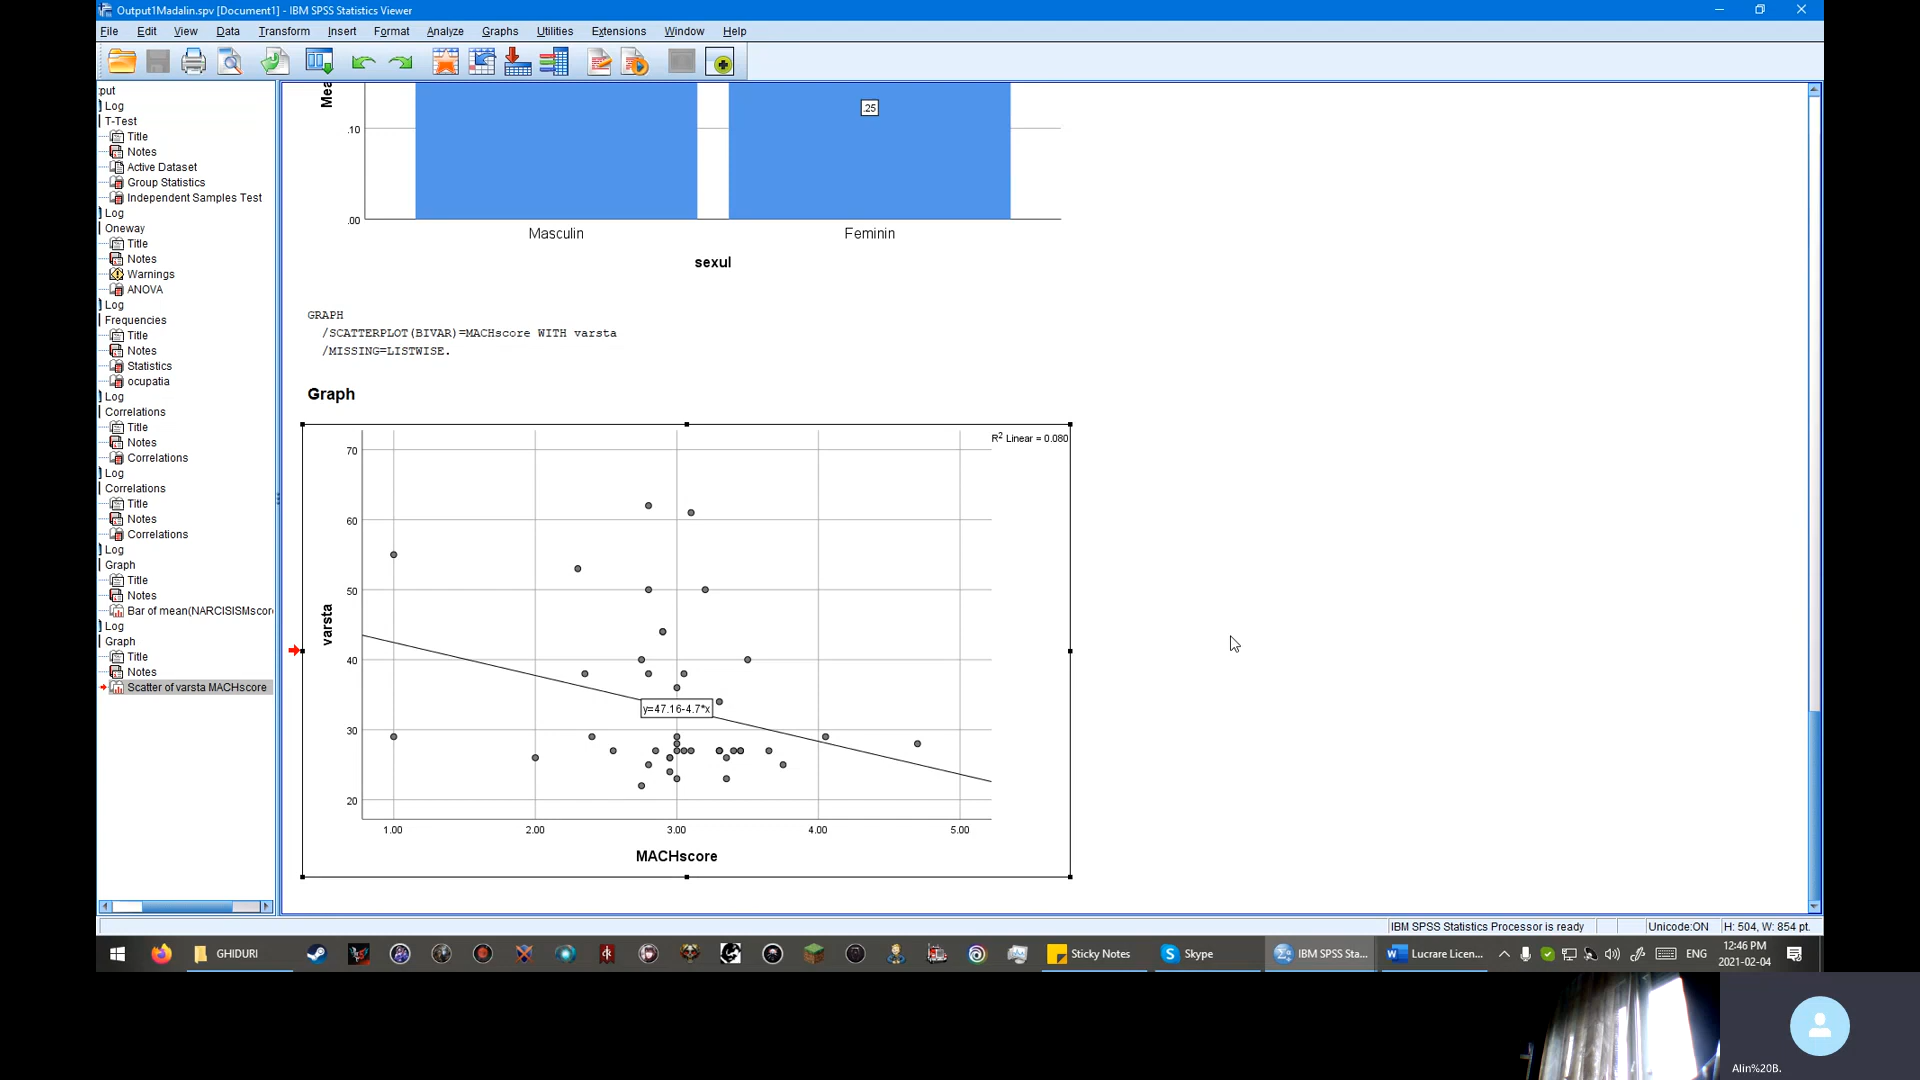 Output1Madalin.spv [Document1] - IBM SPSS Statistics Viewer
File Edit View Data Transform Insert Format Analyze Graphs Utilities Extensions Window Help
put
Log
T-Test
Title
Notes
Active Dataset
Group Statistics
Independent Samples Test
Log
Oneway
Title
Notes
Warnings
ANOVA
Log
Frequencies
Title
Notes
Statistics
ocupatia
Log
Correlations
Title
Notes
Correlations
Log
Correlations
Title
Notes
Correlations
Log
Graph
Title
Notes
Bar of mean(NARCISISMscor
Log
Graph
Title
Notes
Scatter of varsta MACHscore
Mea
.10
.00
.25
Masculin Feminin
sexul
GRAPH
/SCATTERPLOT(BIVAR)=MACHscore WITH varsta
/MISSING=LISTWISE.
Graph
R2 Linear = 0.080
70
60
50
40
30
20
varsta
y=47.16-4.7*x
1.00 2.00 3.00 4.00 5.00
MACHscore
IBM SPSS Statistics Processor is ready Unicode:ON H: 504, W: 854 pt.
GHIDURI Sticky Notes Skype IBM SPSS Sta... Lucrare Licen... ENG
12:46 PM
2021-02-04
Alin%20B.